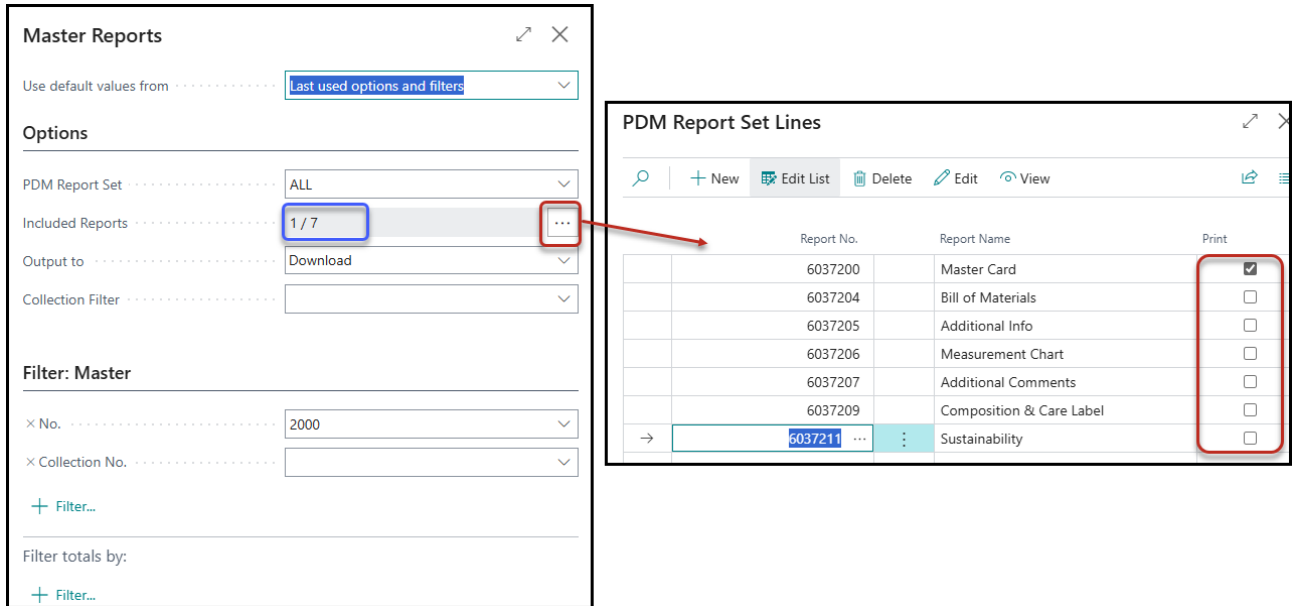 Master Reports
Use default values from Last used options and filters
Options
PDM Report Set ALL
Included Reports 1 / 7 ...
Output to Download
Collection Filter
Filter: Master
× No. 2000
× Collection No.
+ Filter...
Filter totals by:
+ Filter...
PDM Report Set Lines
+ New Edit List Delete Edit View
Report No. Report Name Print
6037200 Master Card
6037204 Bill of Materials
6037205 Additional Info
6037206 Measurement Chart
6037207 Additional Comments
6037209 Composition & Care Label
→ 6037211 ... Sustainability